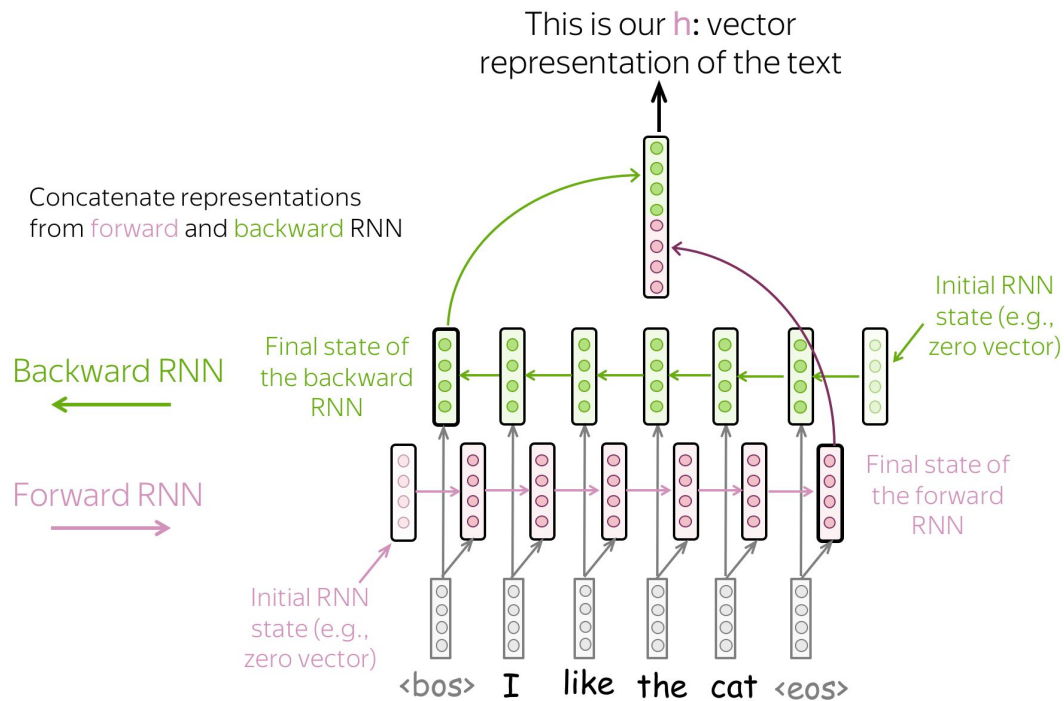 This is our h: vector
representation of the text
Concatenate representations
from forward and backward RNN
Initial RNN
state (e.g.,
zero vector)
Final state of
the backward
RNN
Backward RNN
Forward RNN
Final state of
the forward
RNN
Initial RNN
state (e.g.,
zero vector)
<bos> I like the cat <eos>